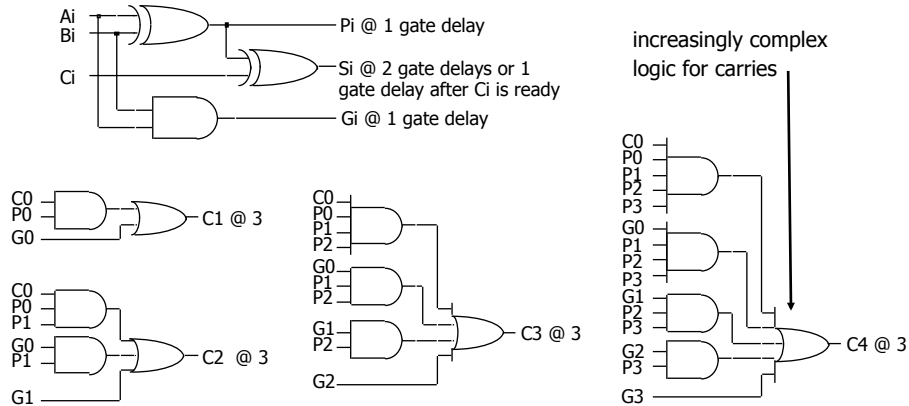 Ai
Bi
Ci
Pi @ 1 gate delay
Si @ 2 gate delays or 1
gate delay after Ci is ready
Gi @ 1 gate delay
increasingly complex
logic for carries
C0
P0
G0
C1 @ 3
C0
P0
P1
G0
P1
G1
C2 @ 3
C0
P0
P1
P2
G0
P1
P2
G1
P2
G2
C3 @ 3
C0
P0
P1
P2
P3
G0
P1
P2
P3
G1
P2
P3
G2
P3
G3
C4 @ 3